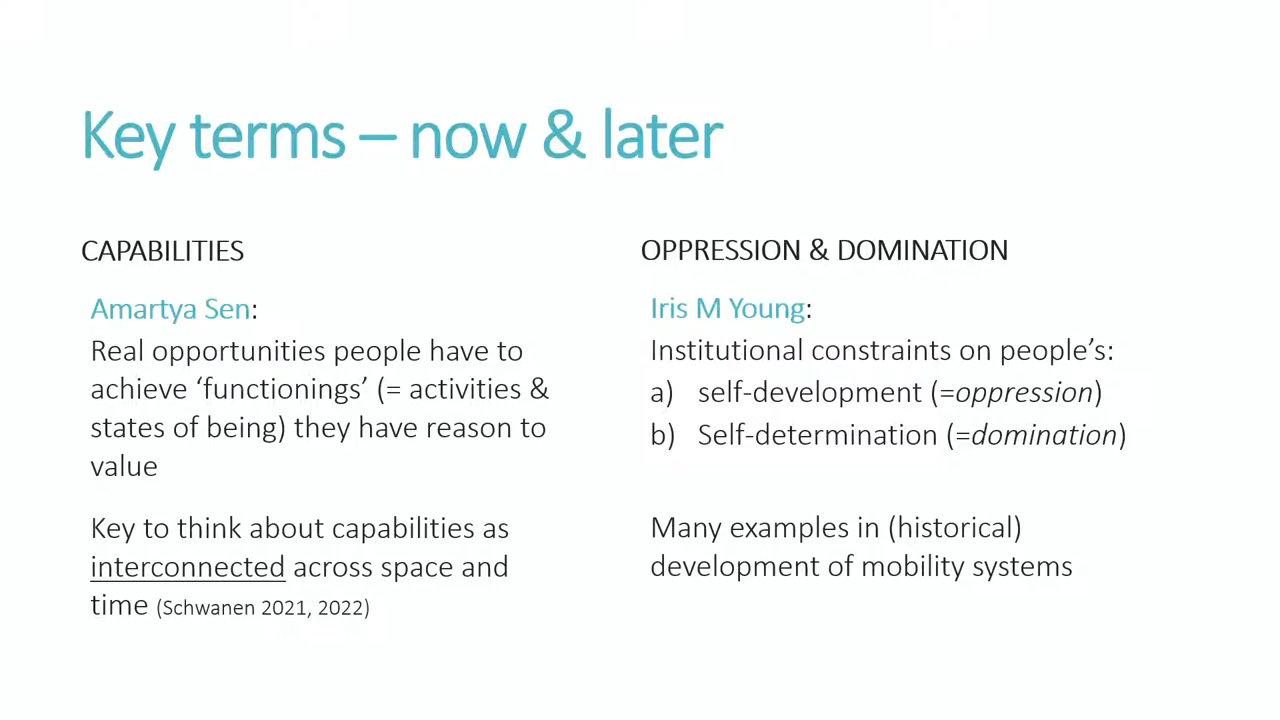 Key terms – now & later
CAPABILITIES
Amartya Sen:
Real opportunities people have to
achieve ‘functionings’ (= activities &
states of being) they have reason to
value
Key to think about capabilities as
interconnected across space and
time (Schwanen 2021, 2022)
OPPRESSION & DOMINATION
Iris M Young:
Institutional constraints on people’s:
a) self-development (=oppression)
b) Self-determination (=domination)
Many examples in (historical)
development of mobility systems